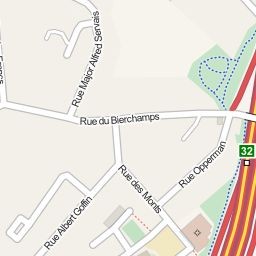 Rue Major Alfred Servais
Rue du Bierchamps
32
Rue Opperman
Rue des Monts
Rue Albert Goffin